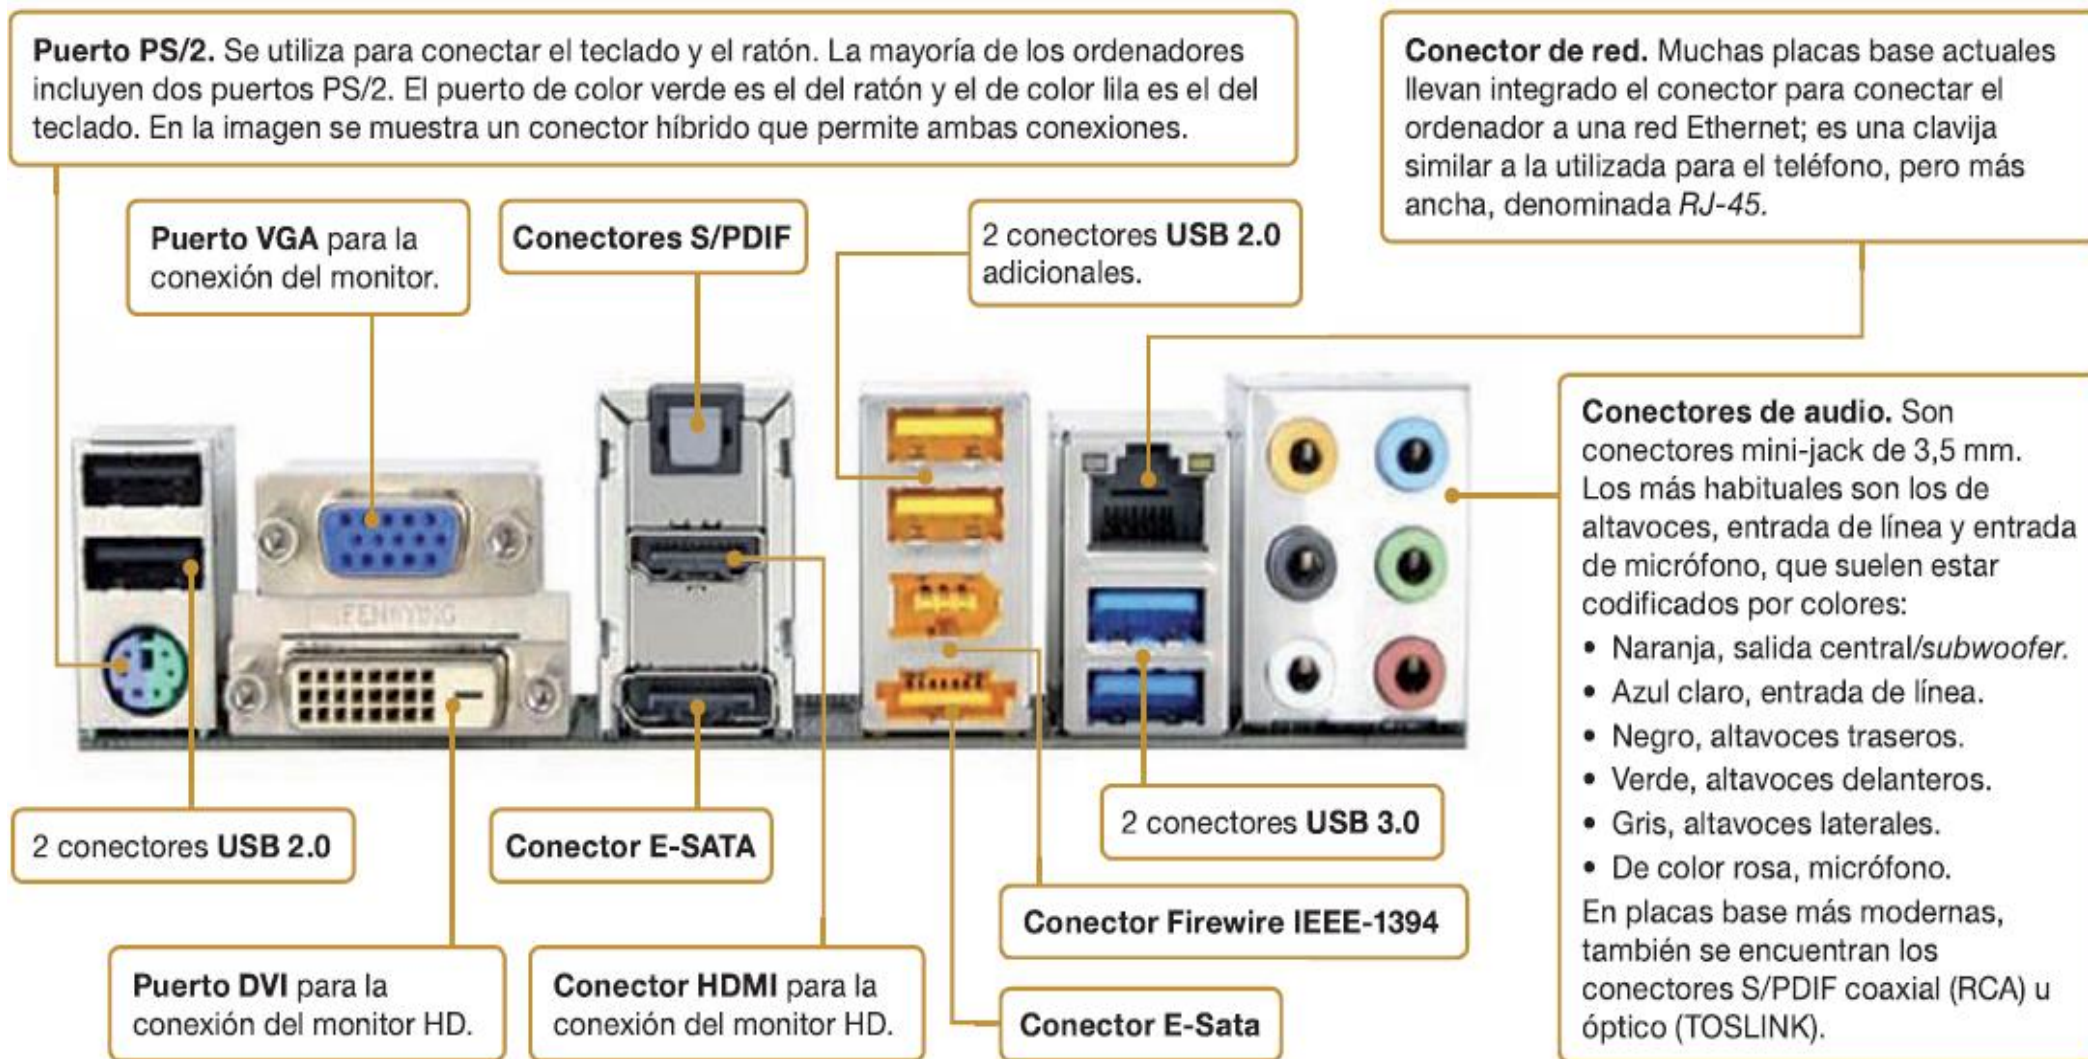 Puerto PS/2. Se utiliza para conectar el teclado y el ratón. La mayoría de los ordenadores
incluyen dos puertos PS/2. El puerto de color verde es el del ratón y el de color lila es el del
teclado. En la imagen se muestra un conector híbrido que permite ambas conexiones.
Conector de red. Muchas placas base actuales
llevan integrado el conector para conectar el
ordenador a una red Ethernet; es una clavija
similar a la utilizada para el teléfono, pero más
ancha, denominada RJ-45.
Puerto VGA para la
conexión del monitor.
Conectores S/PDIF
2 conectores USB 2.0
adicionales.
Conectores de audio. Son
conectores mini-jack de 3,5 mm.
Los más habituales son los de
altavoces, entrada de línea y entrada
de micrófono, que suelen estar
codificados por colores:
• Naranja, salida central/subwoofer.
• Azul claro, entrada de línea.
• Negro, altavoces traseros.
• Verde, altavoces delanteros.
• Gris, altavoces laterales.
• De color rosa, micrófono.
En placas base más modernas,
también se encuentran los
conectores S/PDIF coaxial (RCA) u
óptico (TOSLINK).
2 conectores USB 2.0
Conector E-SATA
2 conectores USB 3.0
Conector Firewire IEEE-1394
Puerto DVI para la
conexión del monitor HD.
Conector HDMI para la
conexión del monitor HD.
Conector E-Sata